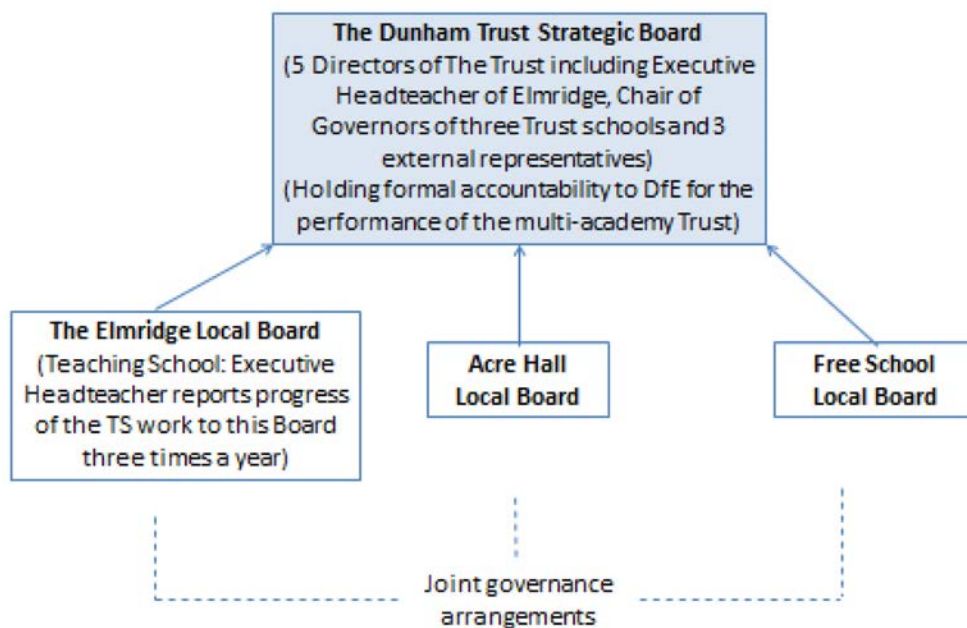 The Dunham Trust Strategic Board
(5 Directors of The Trust including Executive
Headteacher of Elmridge, Chair of
Governors of three Trust schools and 3
external representatives)
(Holding formal accountability to DfE for the
performance of the multi-academy Trust)
The Elmridge Local Board
(Teaching School: Executive
Headteacher reports progress
of the TS work to this Board
three times a year)
Acre Hall
Local Board
Free School
Local Board
Joint governance
arrangements